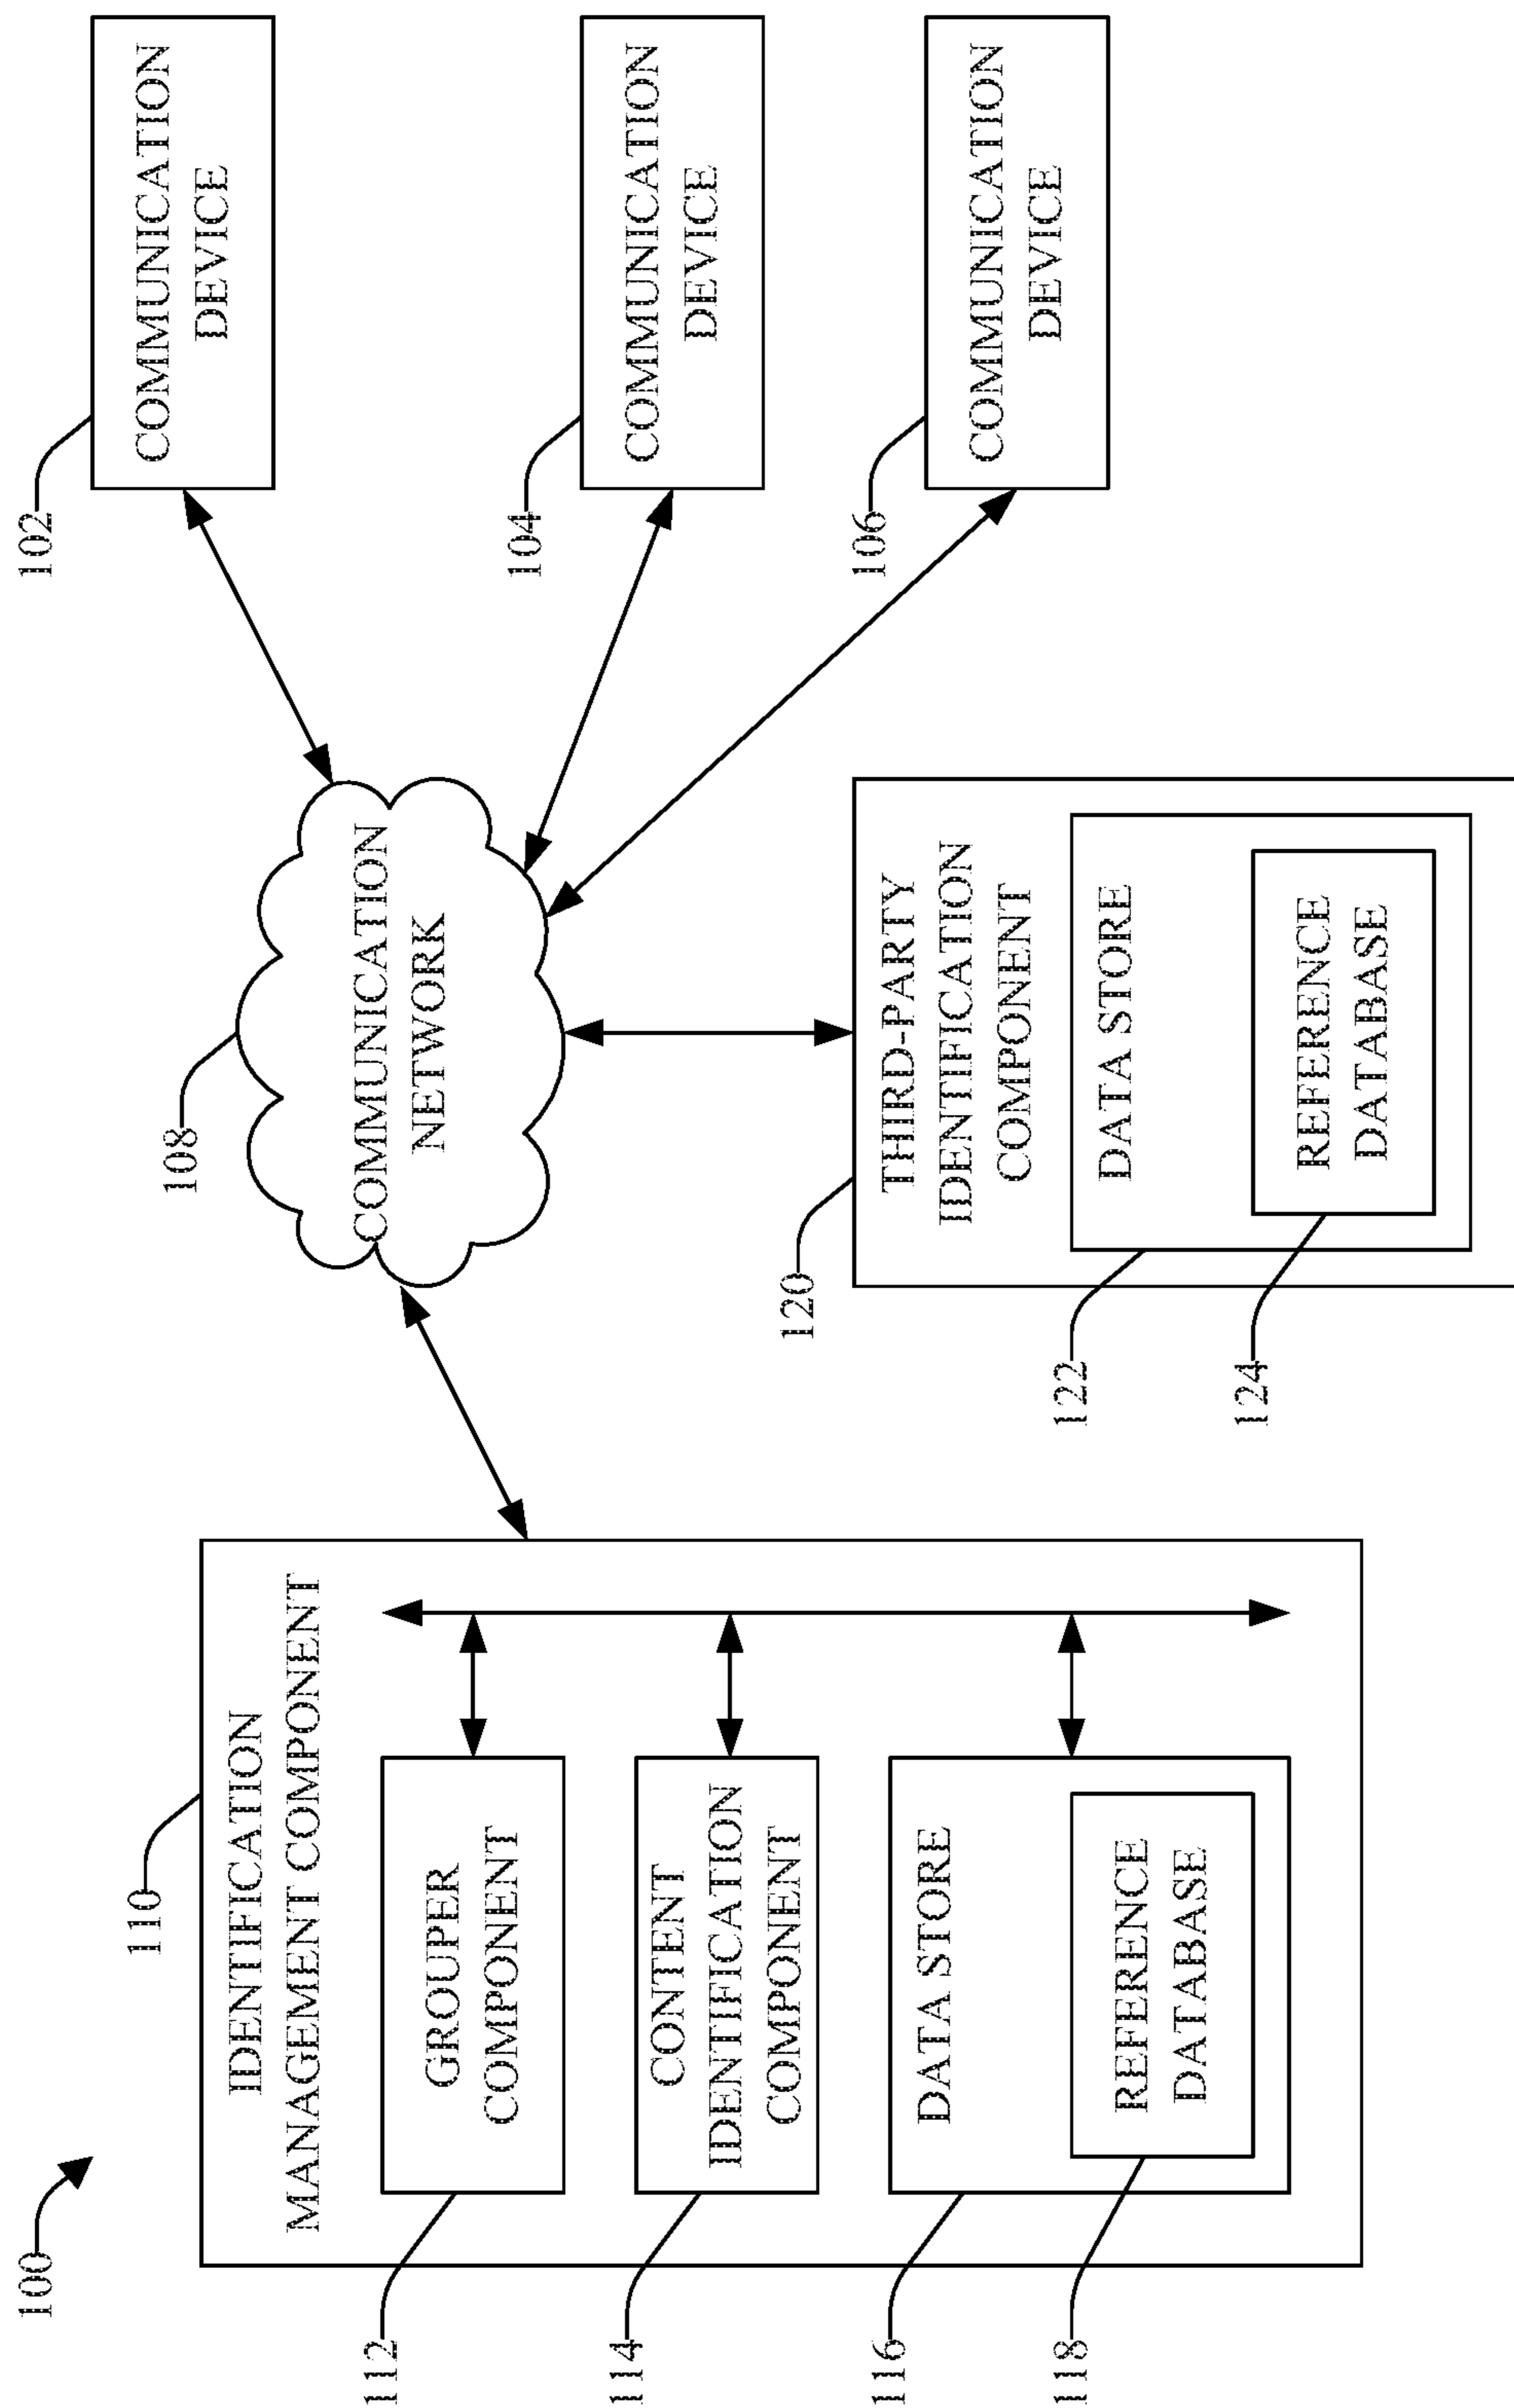 100
110
IDENTIFICATION
MANAGEMENT COMPONENT
112
GROUPER
COMPONENT
114
CONTENT
IDENTIFICATION
COMPONENT
116
DATA STORE
118
REFERENCE
DATABASE
108
COMMUNICATION
NETWORK
120
THIRD-PARTY
IDENTIFICATION
COMPONENT
122
DATA STORE
124
REFERENCE
DATABASE
102
COMMUNICATION
DEVICE
104
COMMUNICATION
DEVICE
106
COMMUNICATION
DEVICE